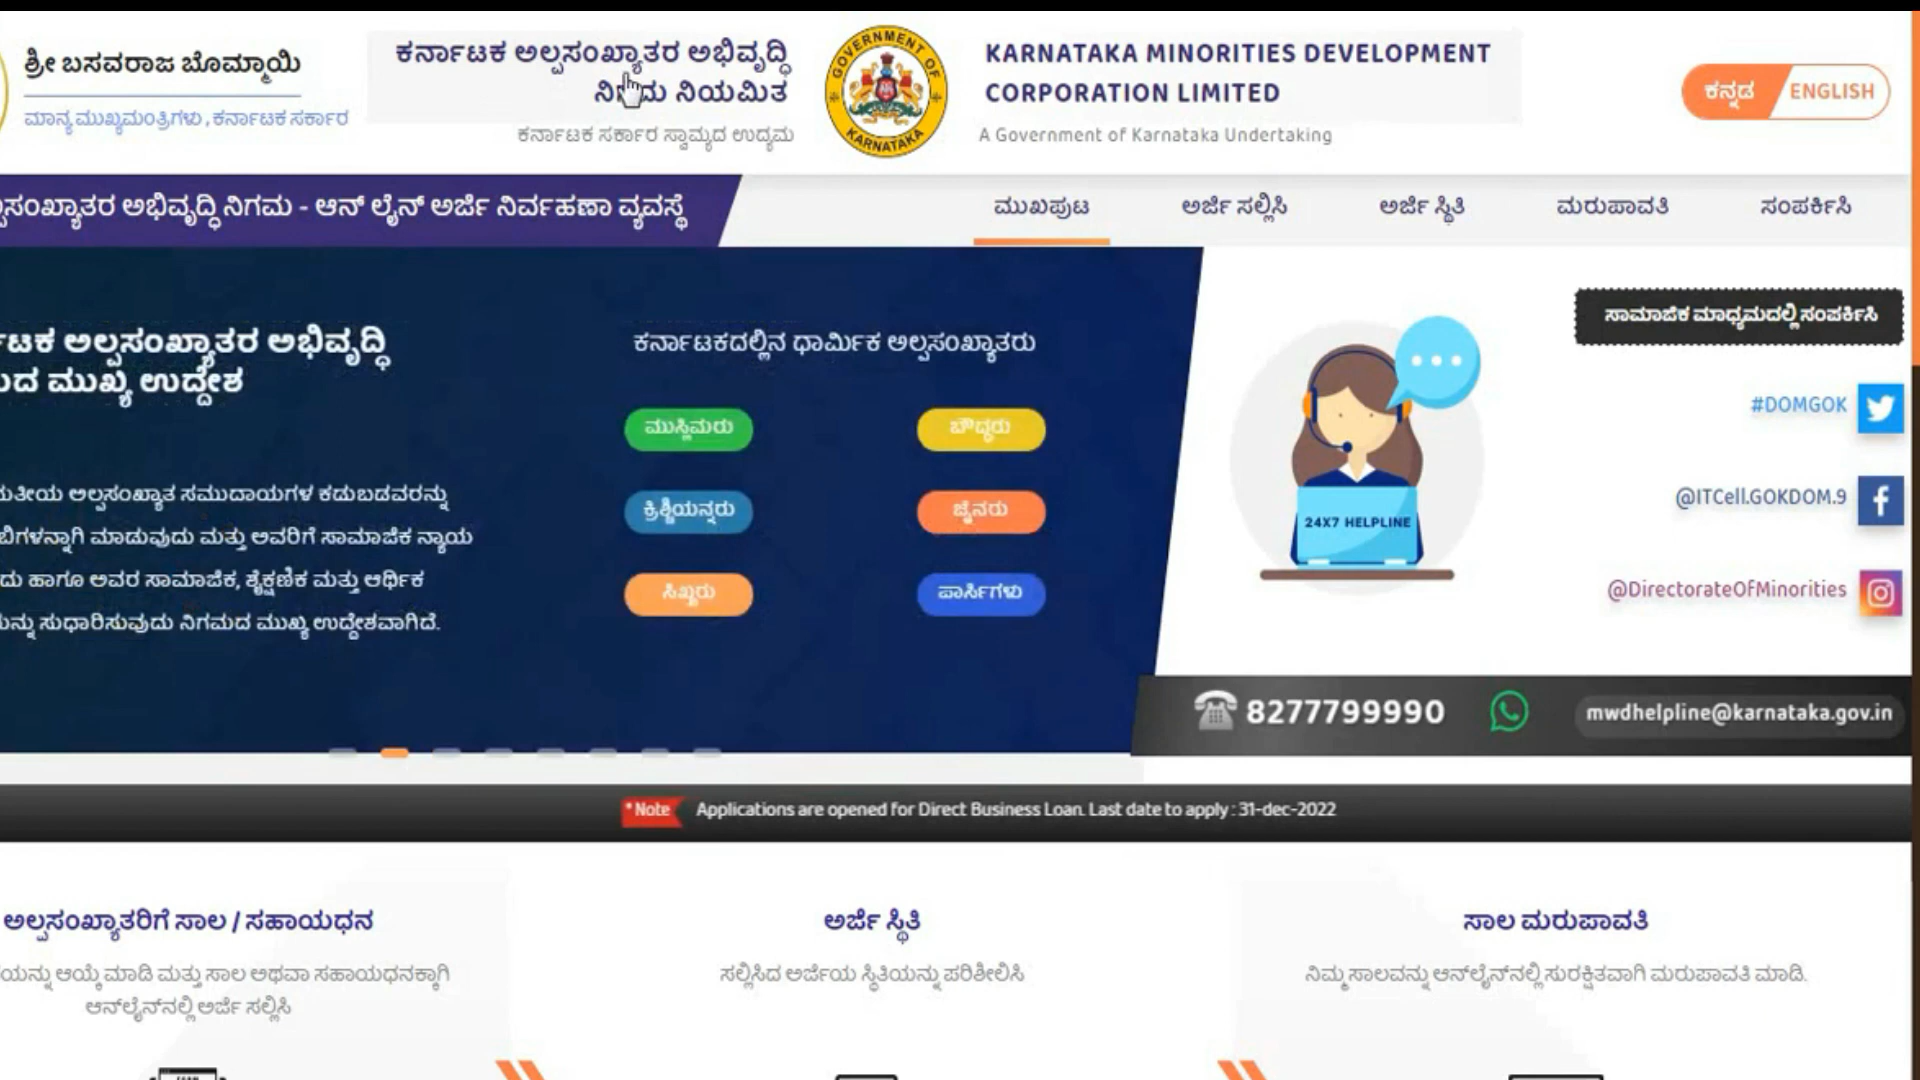 ಶ್ರೀ ಬಸವರಾಜ ಬೊಮ್ಮಾಯಿ
ಮಾನ್ಯ ಮುಖ್ಯಮಂತ್ರಿಗಳು, ಕರ್ನಾಟಕ ಸರ್ಕಾರ
ಕರ್ನಾಟಕ ಅಲ್ಪಸಂಖ್ಯಾತರ ಅಭಿವೃದ್ಧಿ
ನಿಯಮಿತ
ಕರ್ನಾಟಕ ಸರ್ಕಾರ ಸ್ವಾಮ್ಯದ ಉದ್ಯಮ
GOVERNMENT OF
KARNATAKA
KARNATAKA MINORITIES DEVELOPMENT
CORPORATION LIMITED
A Government of Karnataka Undertaking
ಕನ್ನಡ
ENGLISH
ಅಭಿವೃದ್ಧಿ ನಿಗಮ - ಆನ್ ಲೈನ್ ಅರ್ಜಿ ನಿರ್ವಹಣಾ ವ್ಯವಸ್ಥೆ
ಮುಖಪುಟ
ಅರ್ಜಿ ಸಲ್ಲಿಸಿ
ಅರ್ಜಿ ಸ್ಥಿತಿ
ಮರುಪಾವತಿ
ಸಂಪರ್ಕಿಸಿ
ಅಲ್ಪಸಂಖ್ಯಾತರ ಅಭಿವೃದ್ಧಿ
ಮುಖ್ಯ ಉದ್ದೇಶ
ಅಲ್ಪಸಂಖ್ಯಾತ ಸಮುದಾಯಗಳ ಕಡುಬಡವರನ್ನು
ಮಾಡುವುದು ಮತ್ತು ಅವರಿಗೆ ಸಾಮಾಜಿಕ ನ್ಯಾಯ
ಹಾಗೂ ಅವರ ಸಾಮಾಜಿಕ, ಶೈಕ್ಷಣಿಕ ಮತ್ತು ಆರ್ಥಿಕ
ಸುಧಾರಿಸುವುದು ನಿಗಮದ ಮುಖ್ಯ ಉದ್ದೇಶವಾಗಿದೆ.
ಕರ್ನಾಟಕದಲ್ಲಿನ ಧಾರ್ಮಿಕ ಅಲ್ಪಸಂಖ್ಯಾತರು
ಮುಸ್ಲಿಮರು
ಬೌದ್ಧರು
ಕ್ರಿಶ್ಚಿಯನ್ನರು
ಜೈನರು
ಸಿಖ್ಖರು
ಪಾರ್ಸಿಗಳು
24X7 HELPLINE
ಸಾಮಾಜಿಕ ಮಾಧ್ಯಮದಲ್ಲಿ ಸಂಪರ್ಕಿಸಿ
#DOMGOK
@ITCell.GOKDOM.9
@DirectorateOfMinorities
8277799990
mwdhelpline@karnataka.gov.in
*Note Applications are opened for Direct Business Loan. Last date to apply : 31-dec-2022
ಅಲ್ಪಸಂಖ್ಯಾತರಿಗೆ ಸಾಲ / ಸಹಾಯಧನ
ಆಯ್ಕೆ ಮಾಡಿ ಮತ್ತು ಸಾಲ ಅಥವಾ ಸಹಾಯಧನಕ್ಕಾಗಿ
ಆನ್‌ಲೈನ್‌ನಲ್ಲಿ ಅರ್ಜಿ ಸಲ್ಲಿಸಿ
ಅರ್ಜಿ ಸ್ಥಿತಿ
ಸಲ್ಲಿಸಿದ ಅರ್ಜಿಯ ಸ್ಥಿತಿಯನ್ನು ಪರಿಶೀಲಿಸಿ
ಸಾಲ ಮರುಪಾವತಿ
ನಿಮ್ಮ ಸಾಲವನ್ನು ಆನ್‌ಲೈನ್‌ನಲ್ಲಿ ಸುರಕ್ಷಿತವಾಗಿ ಮರುಪಾವತಿ ಮಾಡಿ.